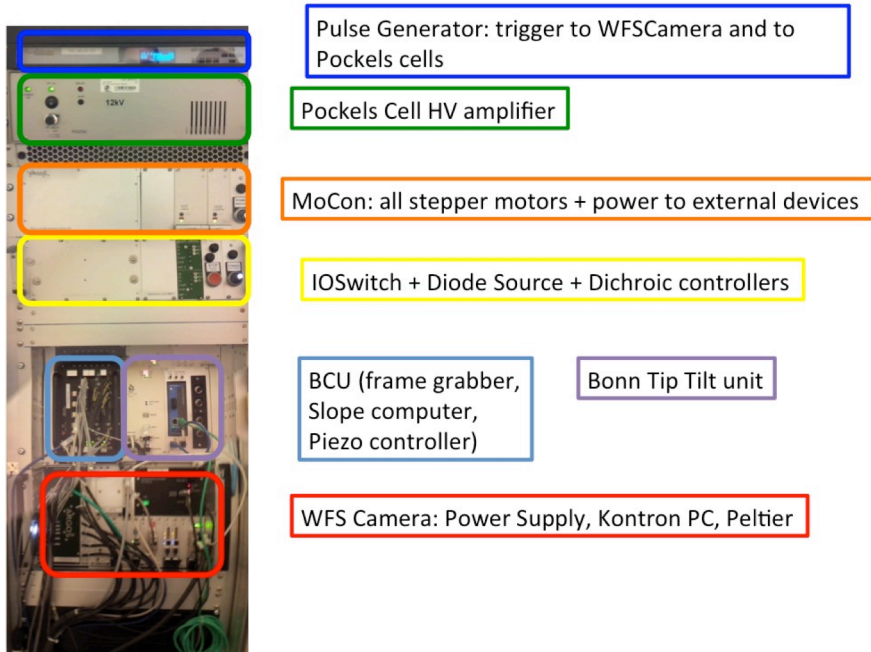 Pulse Generator: trigger to WFSCamera and to
Pockels cells
12kV
Pockels Cell HV amplifier
MoCon: all stepper motors + power to external devices
IOSwitch + Diode Source + Dichroic controllers
BCU (frame grabber,
Slope computer,
Piezo controller)
Bonn Tip Tilt unit
WFS Camera: Power Supply, Kontron PC, Peltier
ARGOS